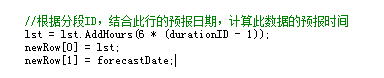 //根据分段ID，结合此行的预报日期，计算此数据的预报时间
lst = lst.AddHours(6 * (durationID - 1));
newRow[0] = lst;
newRow[1] = forecastDate;